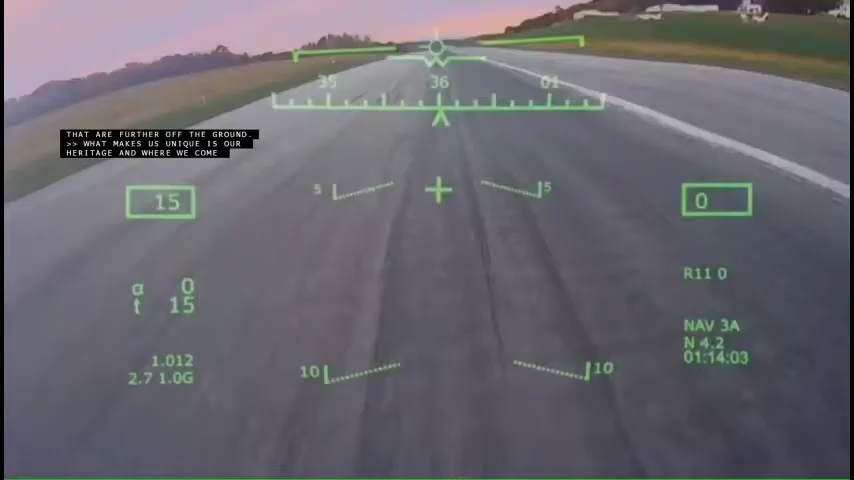 35 36 01
THAT ARE FURTHER OFF THE GROUND.
>> WHAT MAKES US UNIQUE IS OUR
HERITAGE AND WHERE WE COME
5 5
15 0
R11 0
α 0
t 15
NAV 3A
N 4.2
01:14:03
1.012
2.7 1.0G
10 10